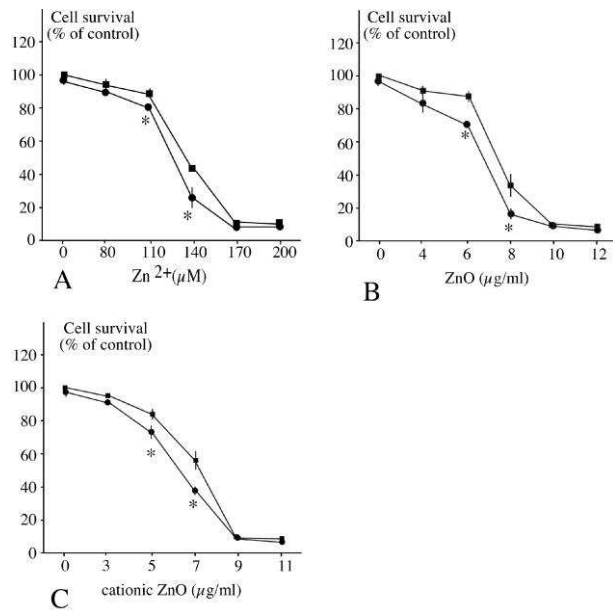 Cell survival
(% of control)
120
100
80
60
40
20
0
*
*
0 80 110 140 170 200
Zn 2+(µM)
A
Cell survival
(% of control)
120
100
80
60
40
20
0
*
*
0 4 6 8 10 12
ZnO (µg/ml)
B
Cell survival
(% of control)
120
100
80
60
40
20
0
*
*
0 3 5 7 9 11
cationic ZnO (µg/ml)
C